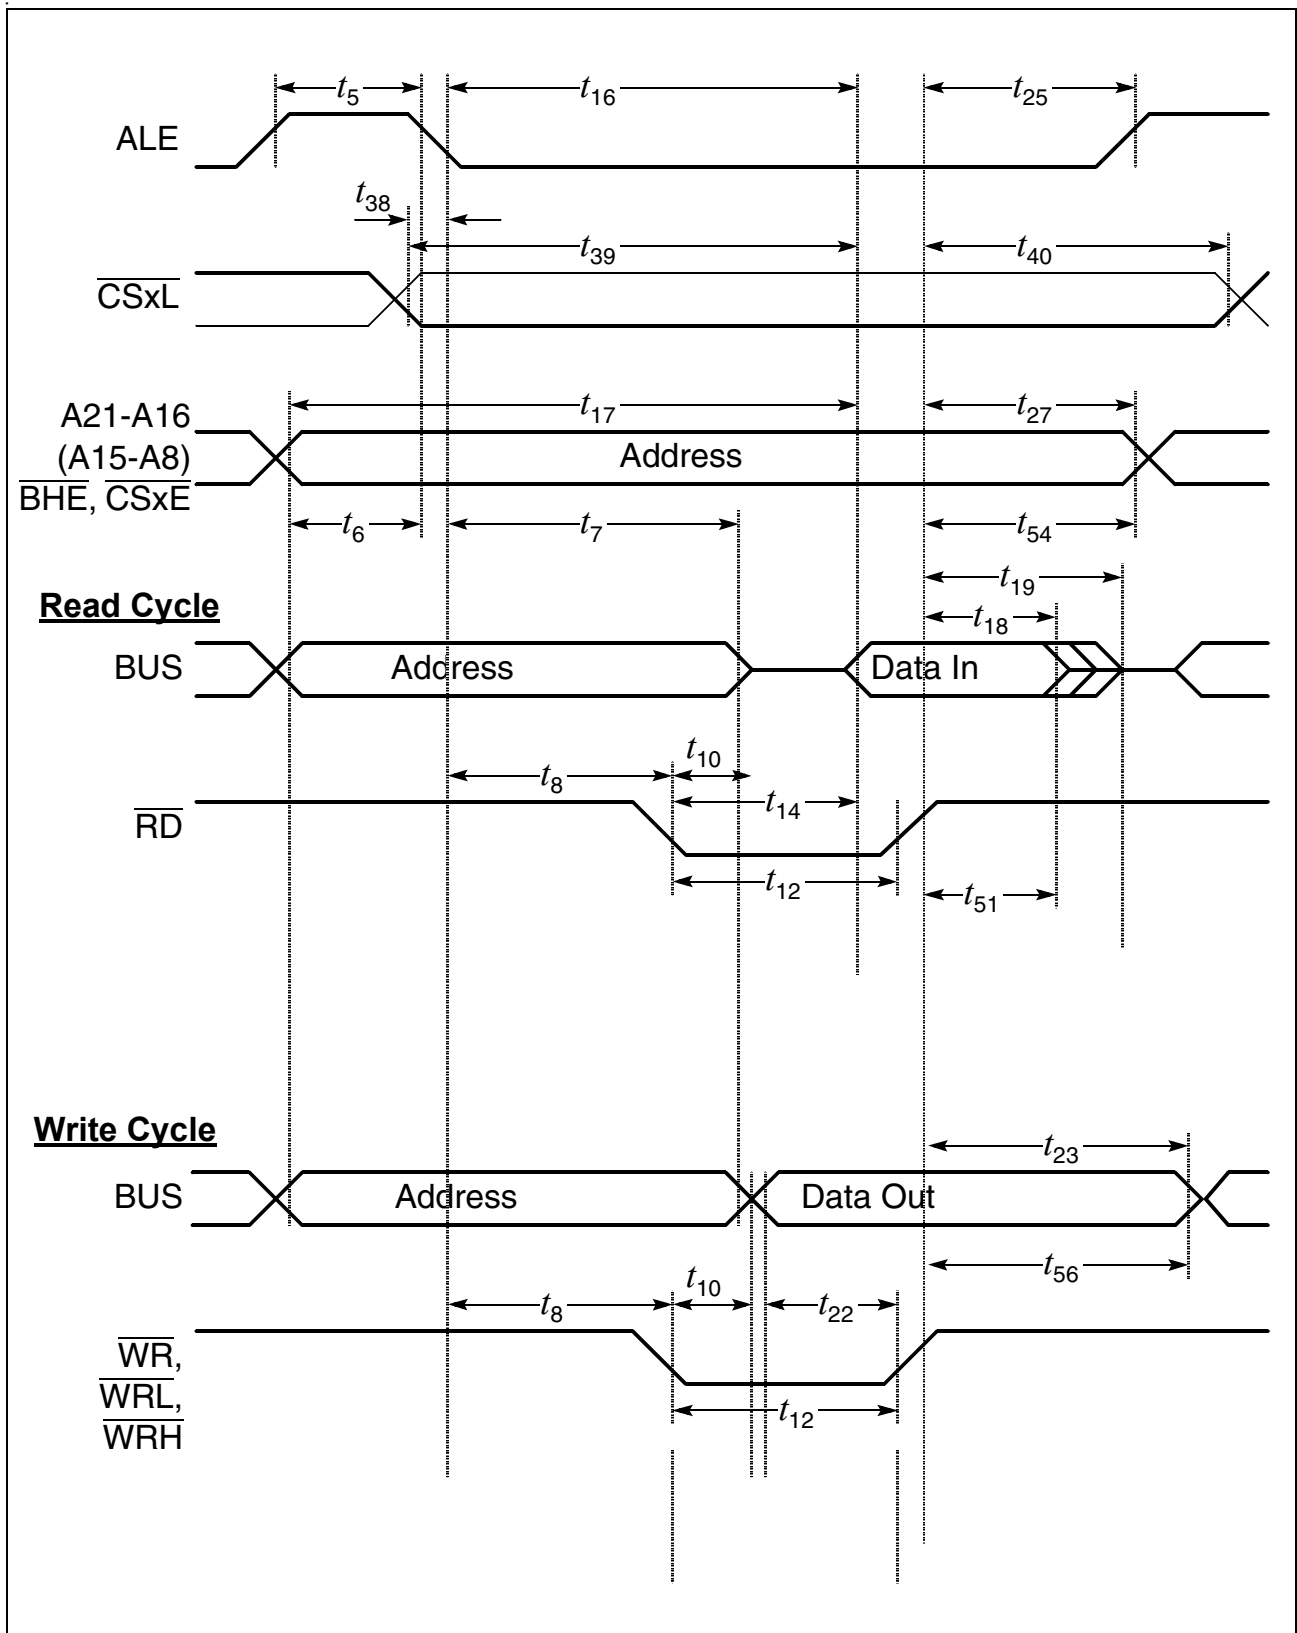 t5 t16 t25
ALE
t38
t39 t40
CSxL
A21-A16 t17 t27
(A15-A8) Address
BHE, CSxE
t6 t7 t54
t19
Read Cycle
t18
BUS Address Data In
t10
t8
t14
RD
t12
t51
Write Cycle
t23
BUS Address Data Out
t56
t10
t8 t22
WR,
WRL,
t12
WRH